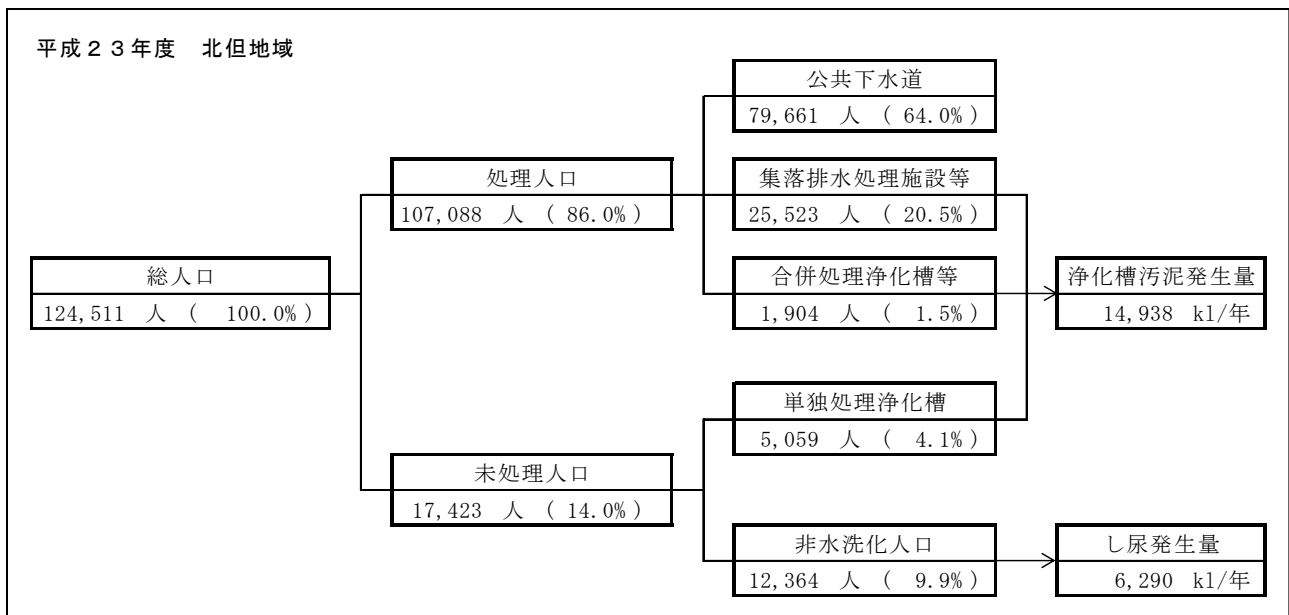 平成２３年度　北但地域
公共下水道
79,661 人 ( 64.0%)
処理人口
107,088 人 ( 86.0%)
集落排水処理施設等
25,523 人 ( 20.5%)
総人口
124,511 人 ( 100.0%)
合併処理浄化槽等
1,904 人 ( 1.5%)
浄化槽汚泥発生量
14,938 kl/年
単独処理浄化槽
5,059 人 ( 4.1%)
未処理人口
17,423 人 ( 14.0%)
非水洗化人口
12,364 人 ( 9.9%)
し尿発生量
6,290 kl/年